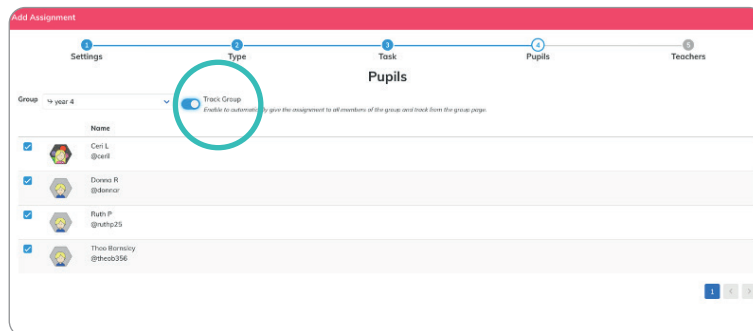 Add Assignment
1 2 3 4 5
Settings Type Task Pupils Teachers
Pupils
Group year 4 Track Group
Enable to automatically give the assignment to all members of the group and track from the group page.
Name
Ceri L
@ceril
Donna R
@donnar
Ruth P
@ruthp25
Theo Barnsley
@theob356
1 < >